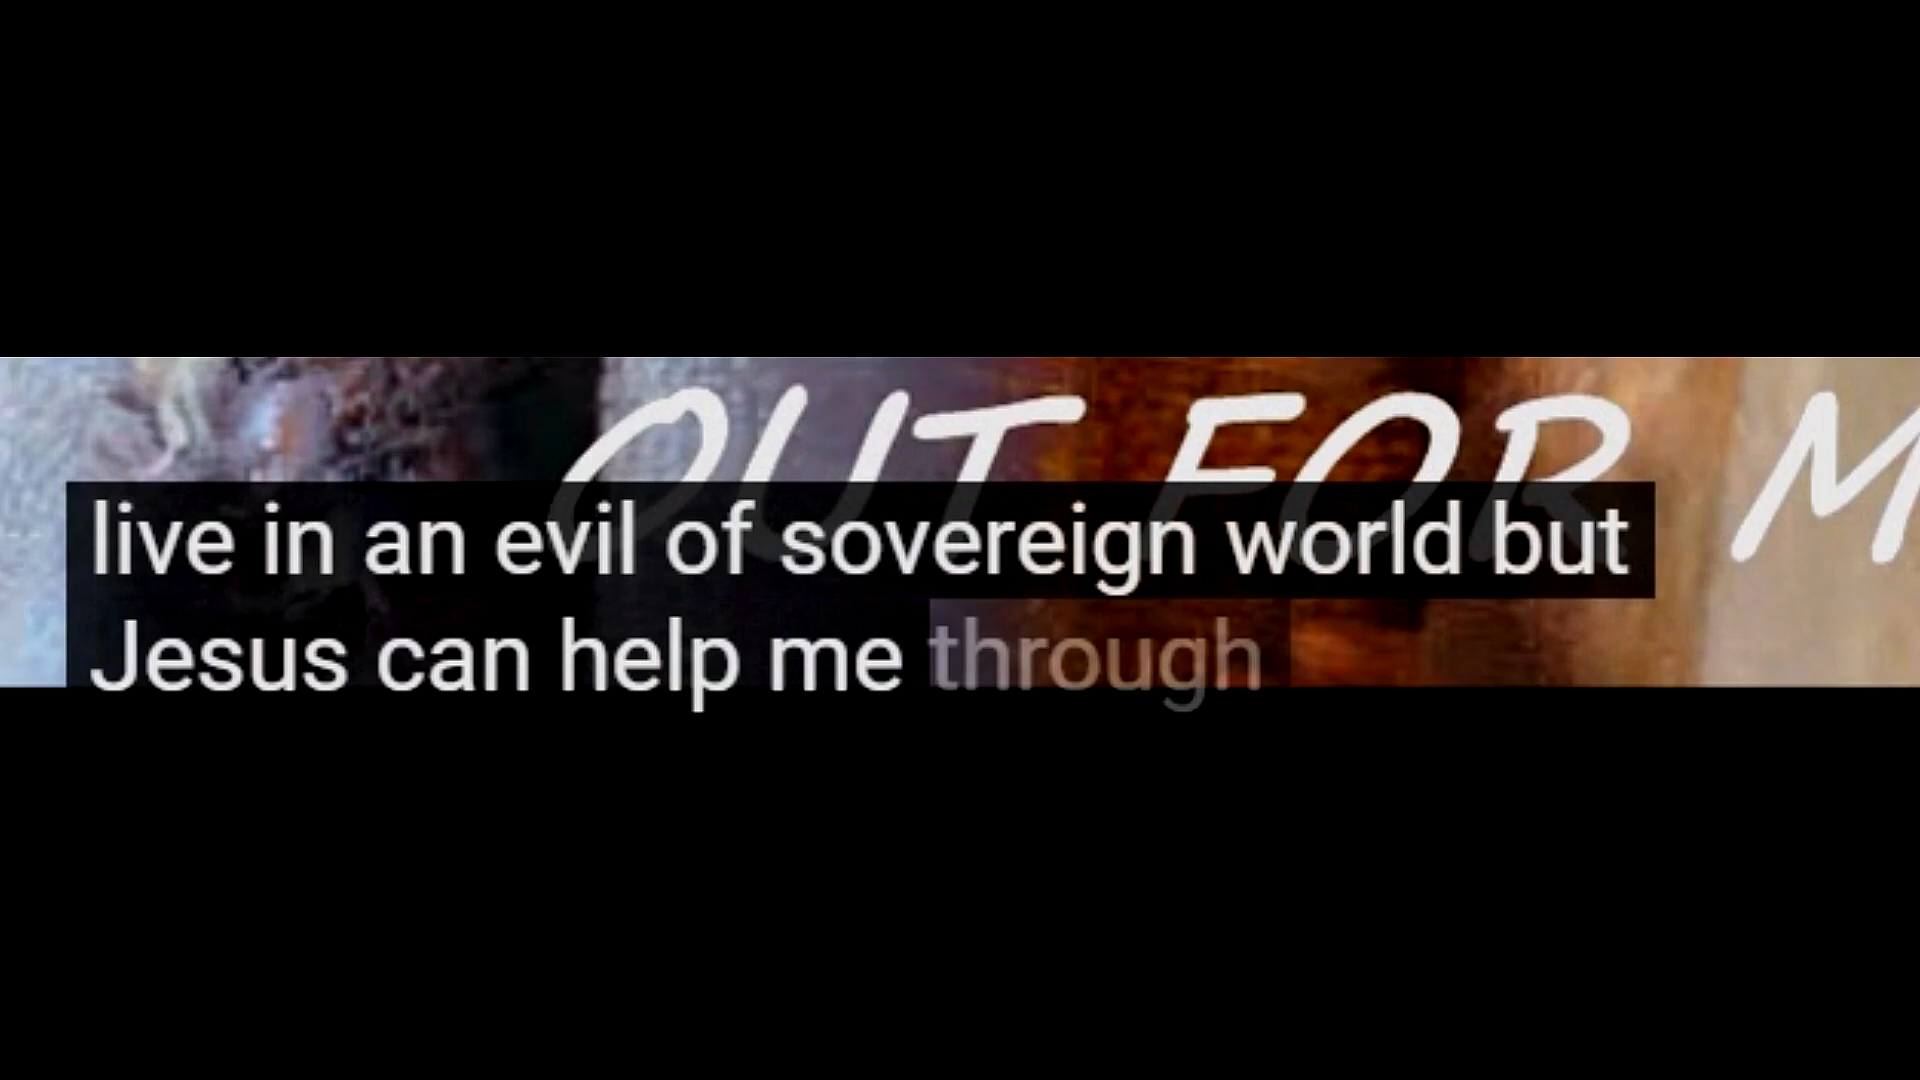 OUT FOR M
live in an evil of sovereign world but
Jesus can help me through